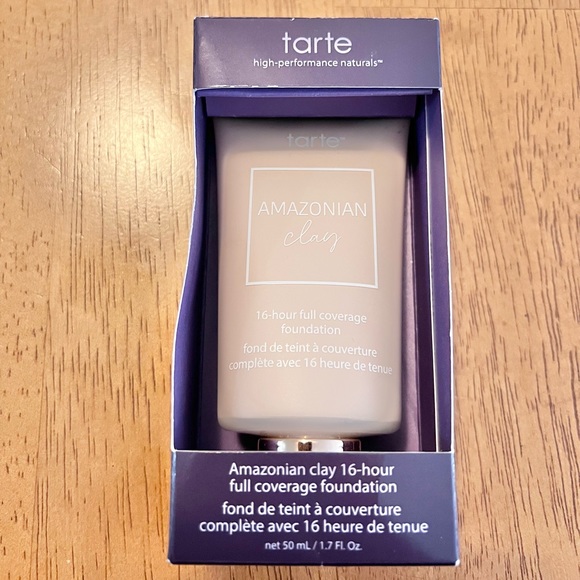 tarte
high-performance naturals™
tarte™
AMAZONIAN
clay
16-hour full coverage
foundation
fond de teint à couverture
complète avec 16 heure de tenue
Amazonian clay 16-hour
full coverage foundation
fond de teint à couverture
complète avec 16 heure de tenue
net 50 mL / 1.7 Fl. Oz.